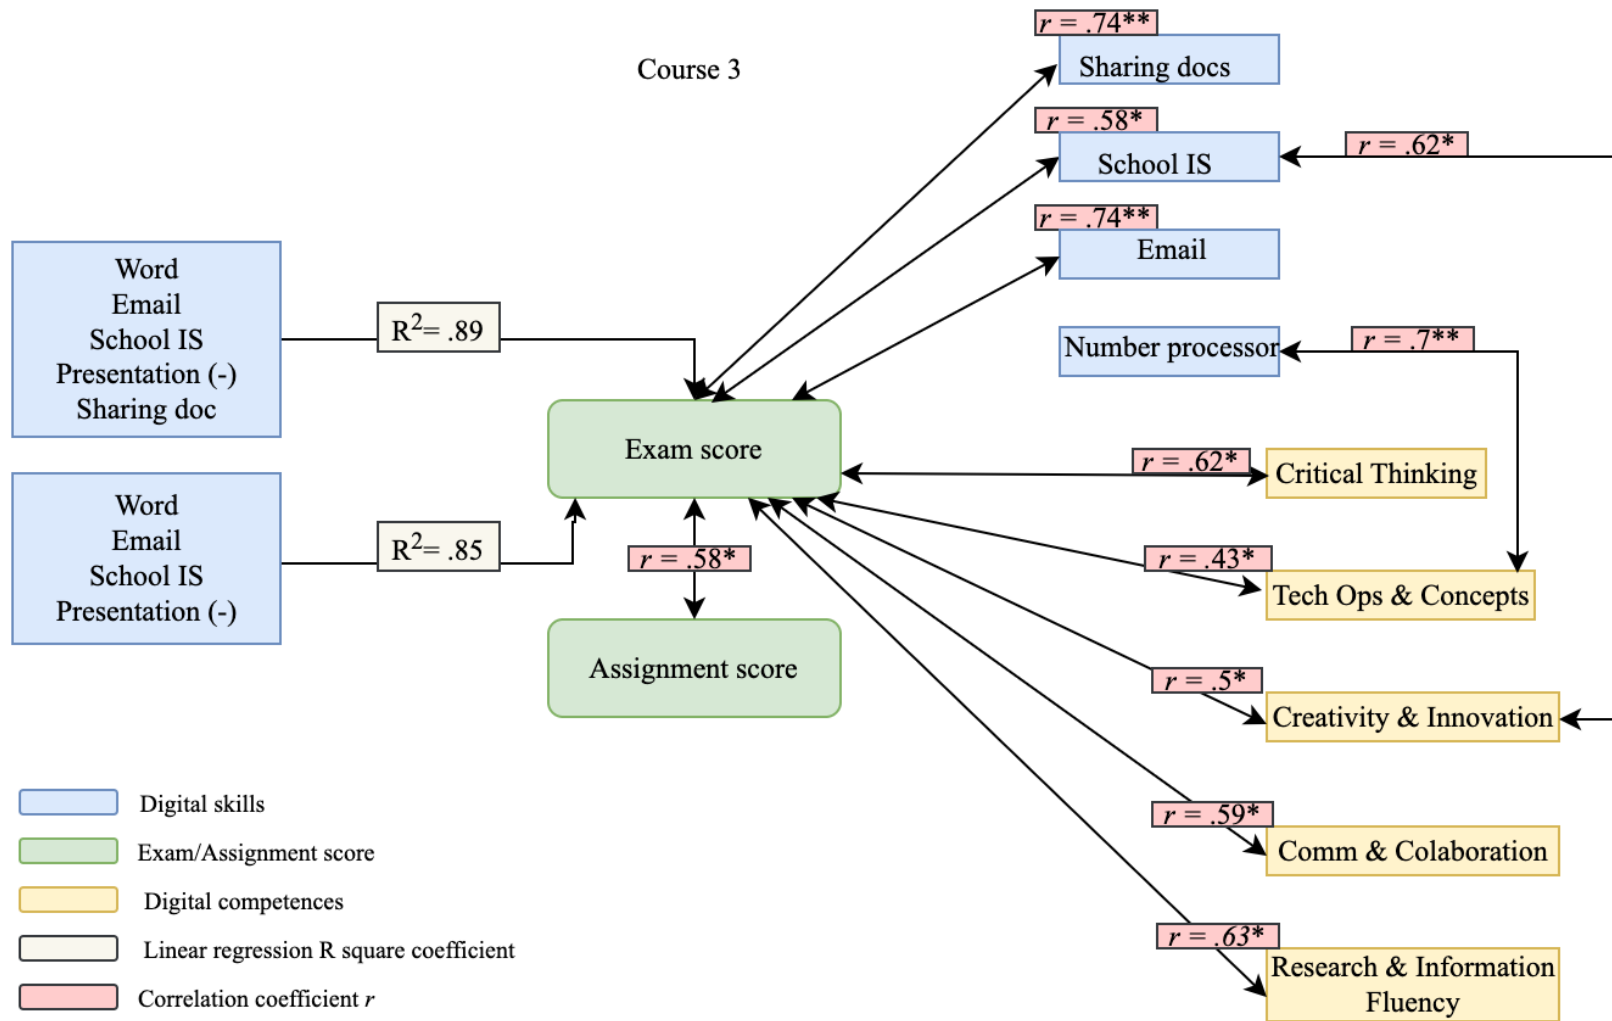 Course 3
r = .74**
Sharing docs
r = .58*
School IS
r = .62*
r = .74**
Email
Number processor
r = .7**
Word
Email
School IS
Presentation (-)
Sharing doc
R²= .89
Exam score
r = .62*
Critical Thinking
Word
Email
School IS
Presentation (-)
R²= .85
r = .58*
r = .43*
Tech Ops & Concepts
Assignment score
r = .5*
Creativity & Innovation
r = .59*
Comm & Colaboration
r = .63*
Research & Information
Fluency
Digital skills
Exam/Assignment score
Digital competences
Linear regression R square coefficient
Correlation coefficient r